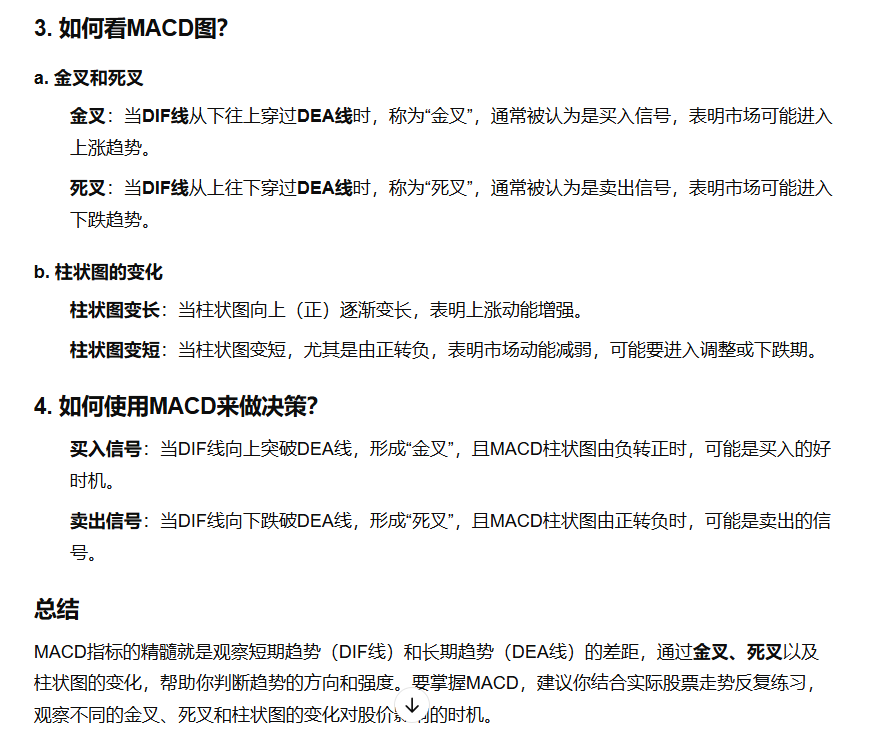 3. 如何看MACD图？
a. 金叉和死叉
金叉：当DIF线从下往上穿过DEA线时，称为“金叉”，通常被认为是买入信号，表明市场可能进入
上涨趋势。
死叉：当DIF线从上往下穿过DEA线时，称为“死叉”，通常被认为是卖出信号，表明市场可能进入
下跌趋势。
b. 柱状图的变化
柱状图变长：当柱状图向上（正）逐渐变长，表明上涨动能增强。
柱状图变短：当柱状图变短，尤其是由正转负，表明市场动能减弱，可能要进入调整或下跌期。
4. 如何使用MACD来做决策？
买入信号：当DIF线向上突破DEA线，形成“金叉”，且MACD柱状图由负转正时，可能是买入的好
时机。
卖出信号：当DIF线向下跌破DEA线，形成“死叉”，且MACD柱状图由正转负时，可能是卖出的信
号。
总结
MACD指标的精髓就是观察短期趋势（DIF线）和长期趋势（DEA线）的差距，通过金叉、死叉以及
柱状图的变化，帮助你判断趋势的方向和强度。要掌握MACD，建议你结合实际股票走势反复练习，
观察不同的金叉、死叉和柱状图的变化对股价的时机。